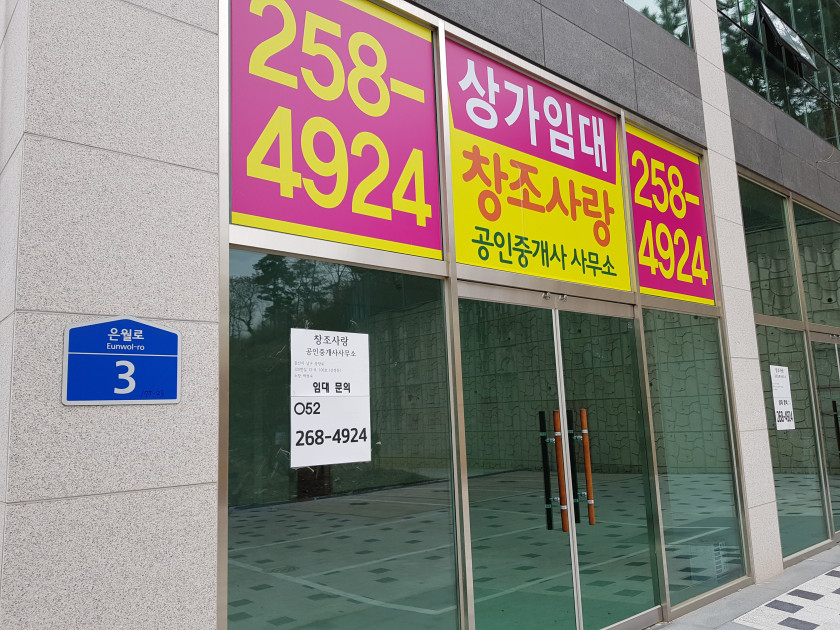 258-
4924
상가임대
창조사랑
공인중개사 사무소
258-
4924
은월로
Eunwol-ro
3
창조사랑
공인중개사사무소
임대 문의
052
268-4924
268-4924